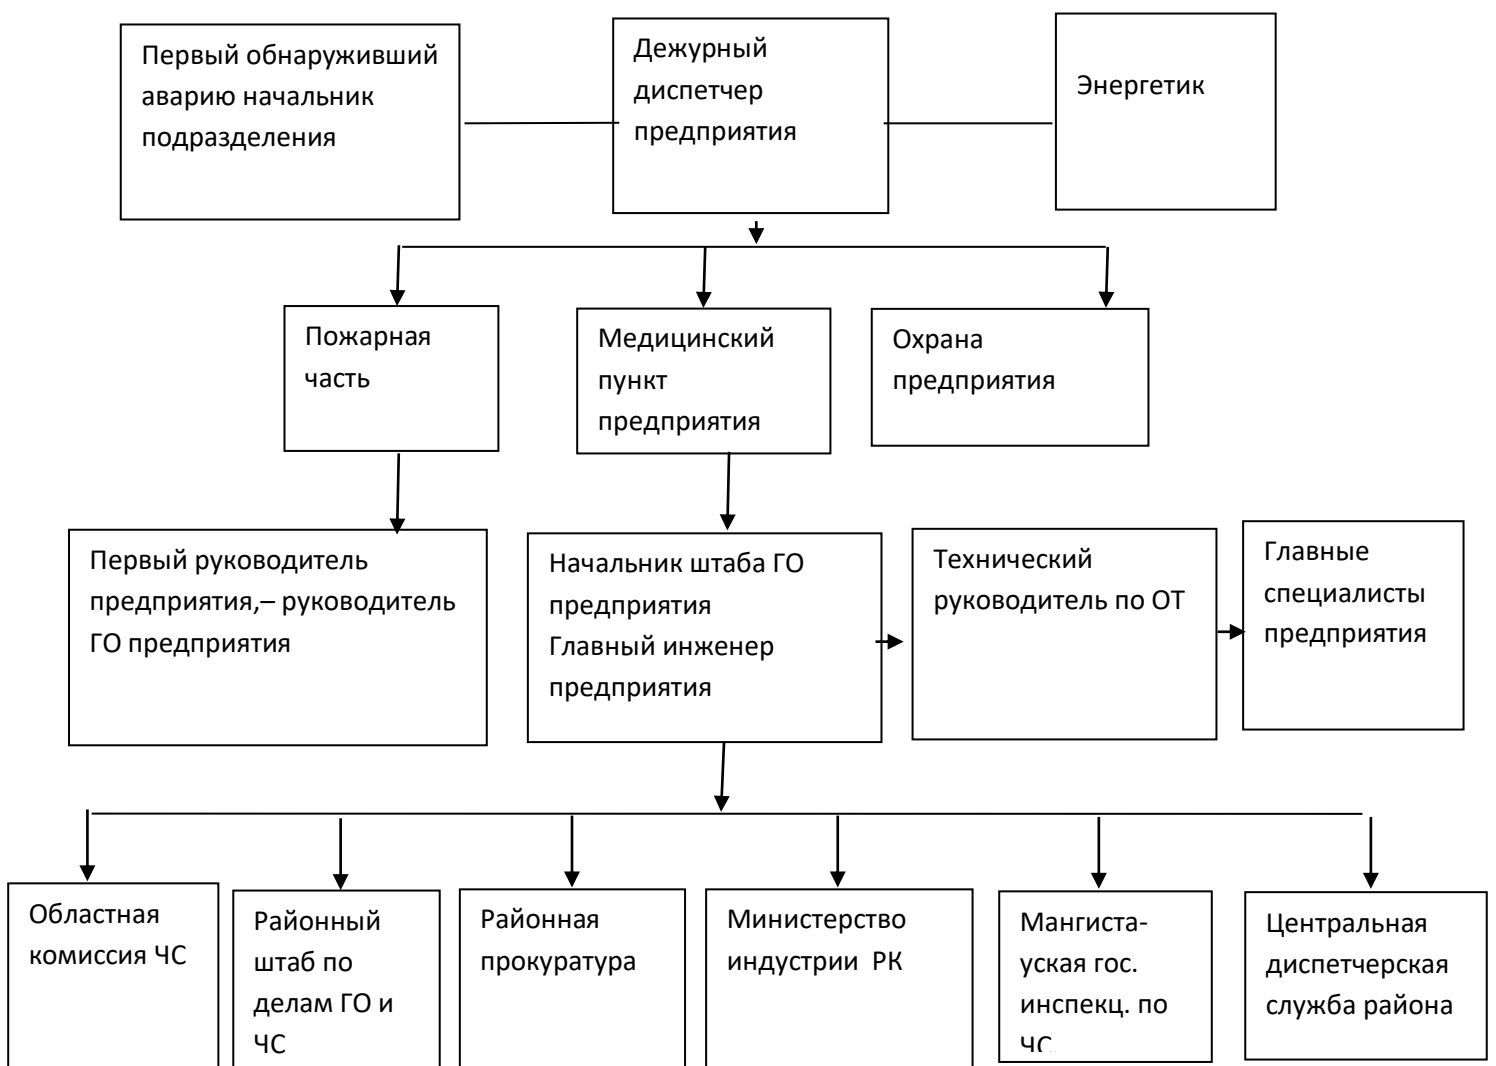 Первый обнаруживший
аварию начальник
подразделения
Дежурный
диспетчер
предприятия
Энергетик
Пожарная
часть
Медицинский
пункт
предприятия
Охрана
предприятия
Первый руководитель
предприятия,– руководитель
ГО предприятия
Начальник штаба ГО
предприятия
Главный инженер
предприятия
Технический
руководитель по ОТ
Главные
специалисты
предприятия
Областная
комиссия ЧС
Районный
штаб по
делам ГО и
ЧС
Районная
прокуратура
Министерство
индустрии РК
Мангиста-
уская гос.
инспекц. по
ЧС
Центральная
диспетчерская
служба района